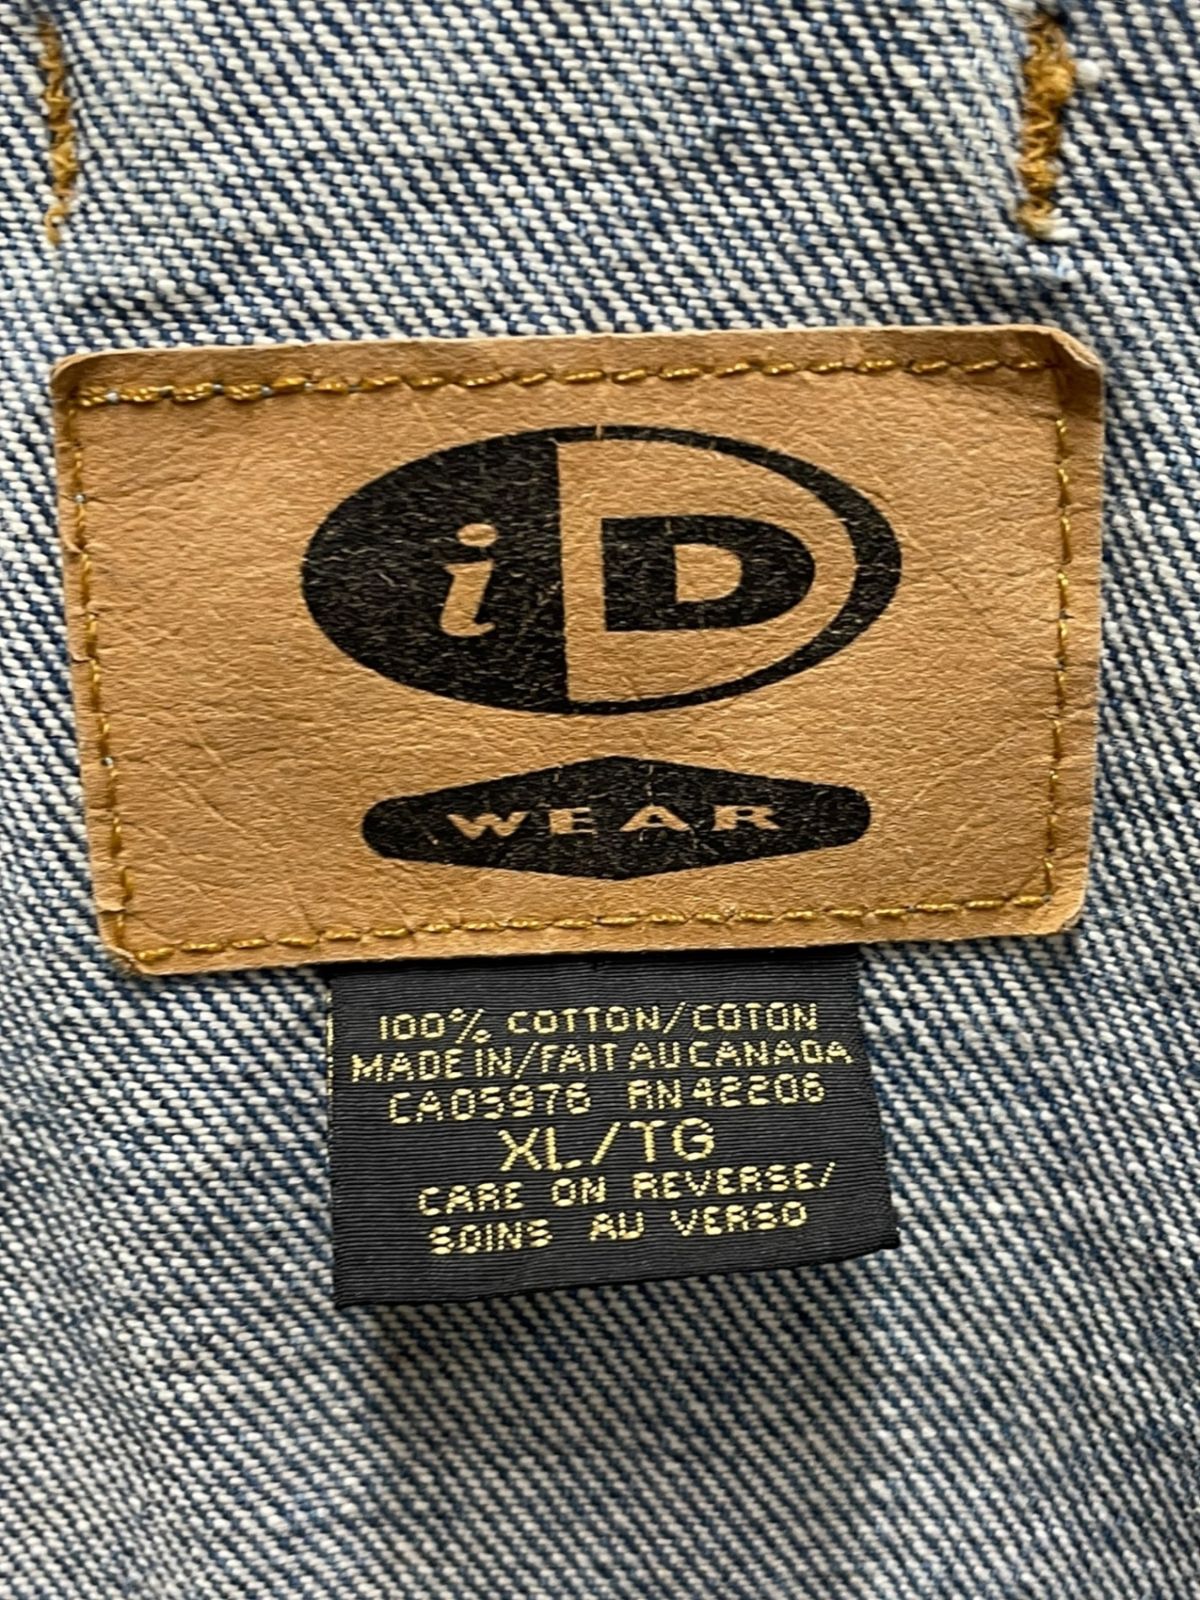 iD
WEAR
100% COTTON/COTON
MADE IN/FAIT AU CANADA
CA05976 RN42206
XL/TG
CARE ON REVERSE/
SOINS AU VERSO